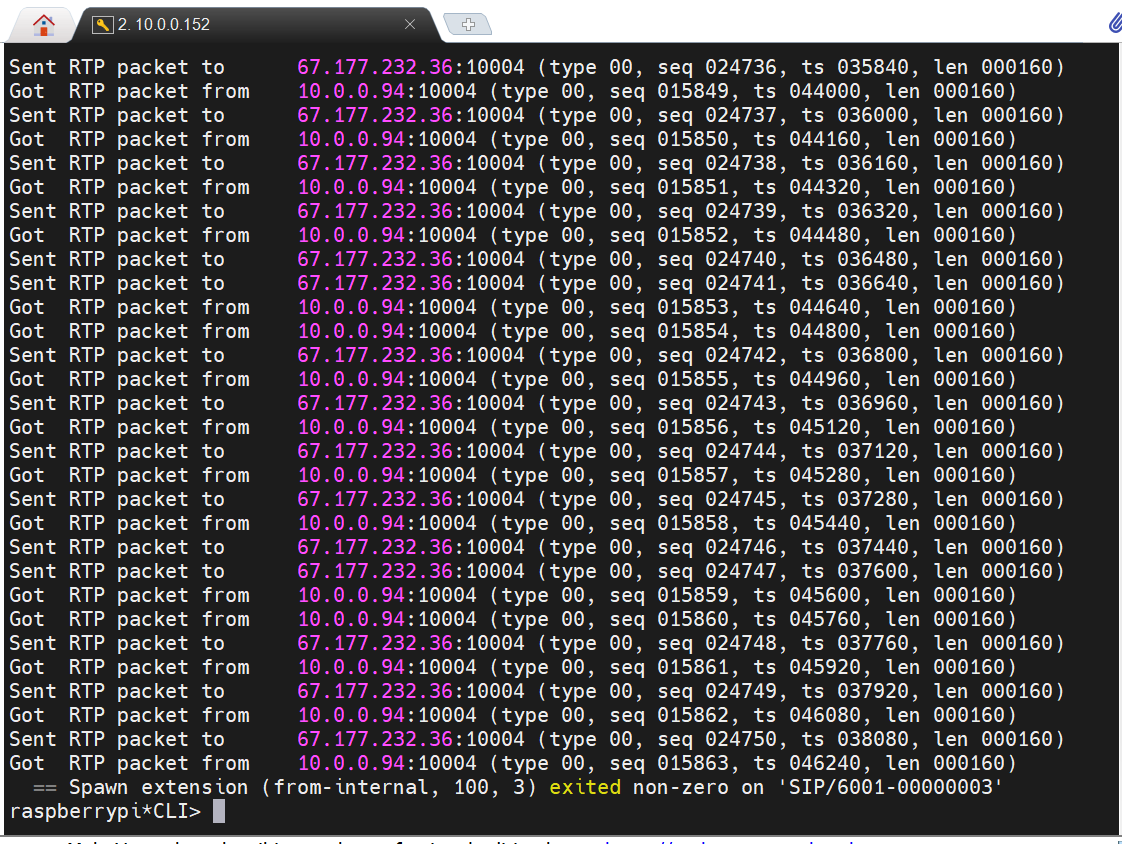 2. 10.0.0.152
Sent RTP packet to 67.177.232.36:10004 (type 00, seq 024736, ts 035840, len 000160)
Got RTP packet from 10.0.0.94:10004 (type 00, seq 015849, ts 044000, len 000160)
Sent RTP packet to 67.177.232.36:10004 (type 00, seq 024737, ts 036000, len 000160)
Got RTP packet from 10.0.0.94:10004 (type 00, seq 015850, ts 044160, len 000160)
Sent RTP packet to 67.177.232.36:10004 (type 00, seq 024738, ts 036160, len 000160)
Got RTP packet from 10.0.0.94:10004 (type 00, seq 015851, ts 044320, len 000160)
Sent RTP packet to 67.177.232.36:10004 (type 00, seq 024739, ts 036320, len 000160)
Got RTP packet from 10.0.0.94:10004 (type 00, seq 015852, ts 044480, len 000160)
Sent RTP packet to 67.177.232.36:10004 (type 00, seq 024740, ts 036480, len 000160)
Sent RTP packet to 67.177.232.36:10004 (type 00, seq 024741, ts 036640, len 000160)
Got RTP packet from 10.0.0.94:10004 (type 00, seq 015853, ts 044640, len 000160)
Got RTP packet from 10.0.0.94:10004 (type 00, seq 015854, ts 044800, len 000160)
Sent RTP packet to 67.177.232.36:10004 (type 00, seq 024742, ts 036800, len 000160)
Got RTP packet from 10.0.0.94:10004 (type 00, seq 015855, ts 044960, len 000160)
Sent RTP packet to 67.177.232.36:10004 (type 00, seq 024743, ts 036960, len 000160)
Got RTP packet from 10.0.0.94:10004 (type 00, seq 015856, ts 045120, len 000160)
Sent RTP packet to 67.177.232.36:10004 (type 00, seq 024744, ts 037120, len 000160)
Got RTP packet from 10.0.0.94:10004 (type 00, seq 015857, ts 045280, len 000160)
Sent RTP packet to 67.177.232.36:10004 (type 00, seq 024745, ts 037280, len 000160)
Got RTP packet from 10.0.0.94:10004 (type 00, seq 015858, ts 045440, len 000160)
Sent RTP packet to 67.177.232.36:10004 (type 00, seq 024746, ts 037440, len 000160)
Sent RTP packet to 67.177.232.36:10004 (type 00, seq 024747, ts 037600, len 000160)
Got RTP packet from 10.0.0.94:10004 (type 00, seq 015859, ts 045600, len 000160)
Got RTP packet from 10.0.0.94:10004 (type 00, seq 015860, ts 045760, len 000160)
Sent RTP packet to 67.177.232.36:10004 (type 00, seq 024748, ts 037760, len 000160)
Got RTP packet from 10.0.0.94:10004 (type 00, seq 015861, ts 045920, len 000160)
Sent RTP packet to 67.177.232.36:10004 (type 00, seq 024749, ts 037920, len 000160)
Got RTP packet from 10.0.0.94:10004 (type 00, seq 015862, ts 046080, len 000160)
Sent RTP packet to 67.177.232.36:10004 (type 00, seq 024750, ts 038080, len 000160)
Got RTP packet from 10.0.0.94:10004 (type 00, seq 015863, ts 046240, len 000160)
== Spawn extension (from-internal, 100, 3) exited non-zero on 'SIP/6001-00000003'
raspberrypi*CLI>